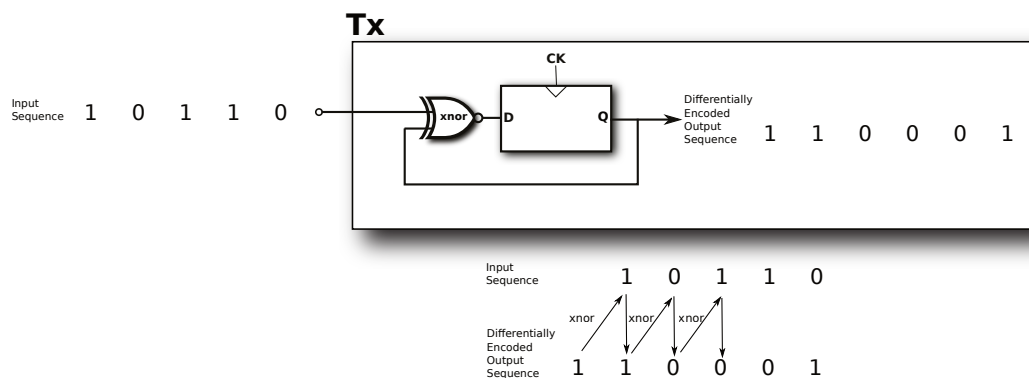 Tx
CK
Input
Sequence
1 0 1 1 0
xnor
D
Q
Differentially
Encoded
Output
Sequence
1 1 0 0 0 1
Input
Sequence
1 0 1 1 0
xnor xnor xnor
Differentially
Encoded
Output
Sequence
1 1 0 0 0 1